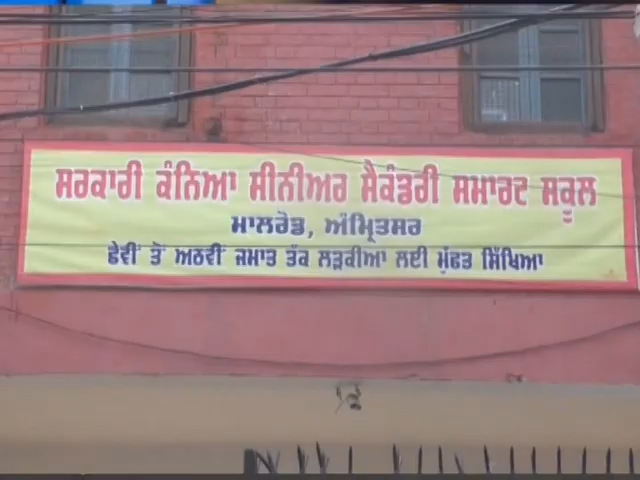 ਸਰਕਾਰੀ ਕੰਨਿਆ ਸੀਨੀਅਰ ਸੈਕੰਡਰੀ ਸਮਾਰਟ ਸਕੂਲ
ਮਾਲਰੋਡ, ਅੰਮ੍ਰਿਤਸਰ
ਛੇਵੀਂ ਤੋਂ ਅਠਵੀਂ ਜਮਾਤ ਤੱਕ ਲੜਕੀਆ ਲਈ ਮੁੱਫਤ ਸਿੱਖਿਆ